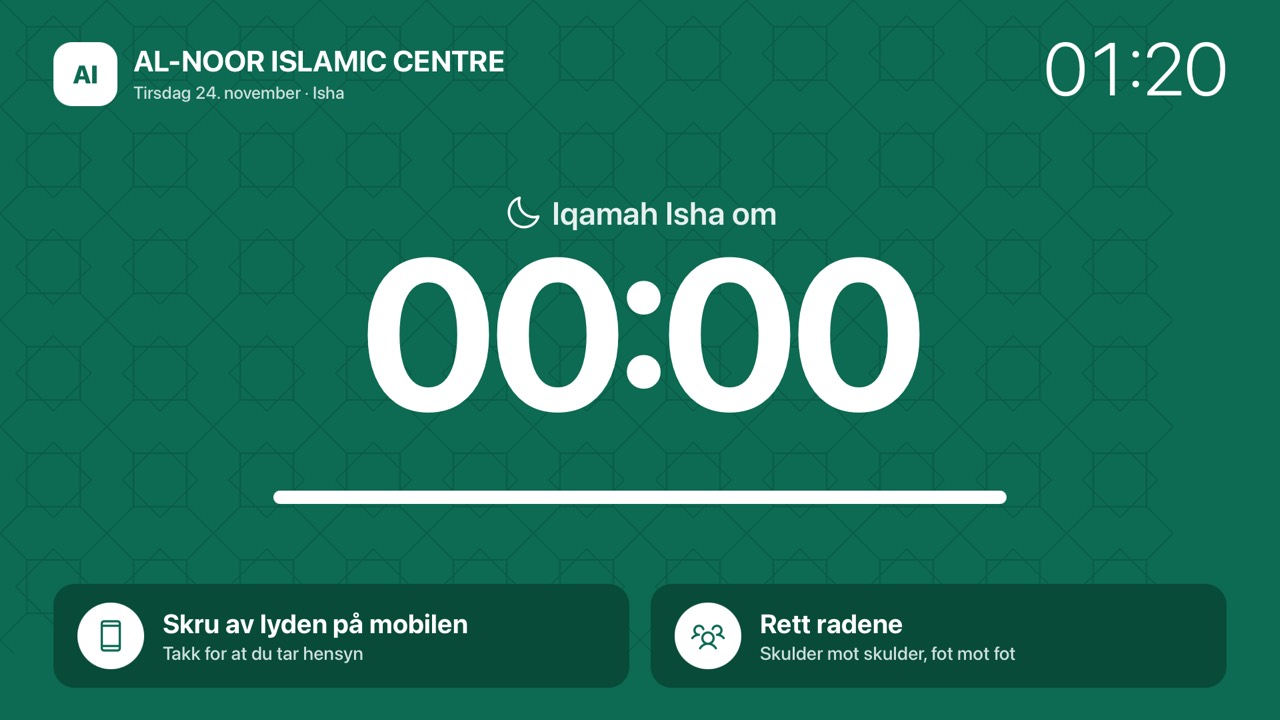 AI
AL-NOOR ISLAMIC CENTRE
Tirsdag 24. november · Isha
01:20
Iqamah Isha om
00:00
Skru av lyden på mobilen
Takk for at du tar hensyn
Rett radene
Skulder mot skulder, fot mot fot